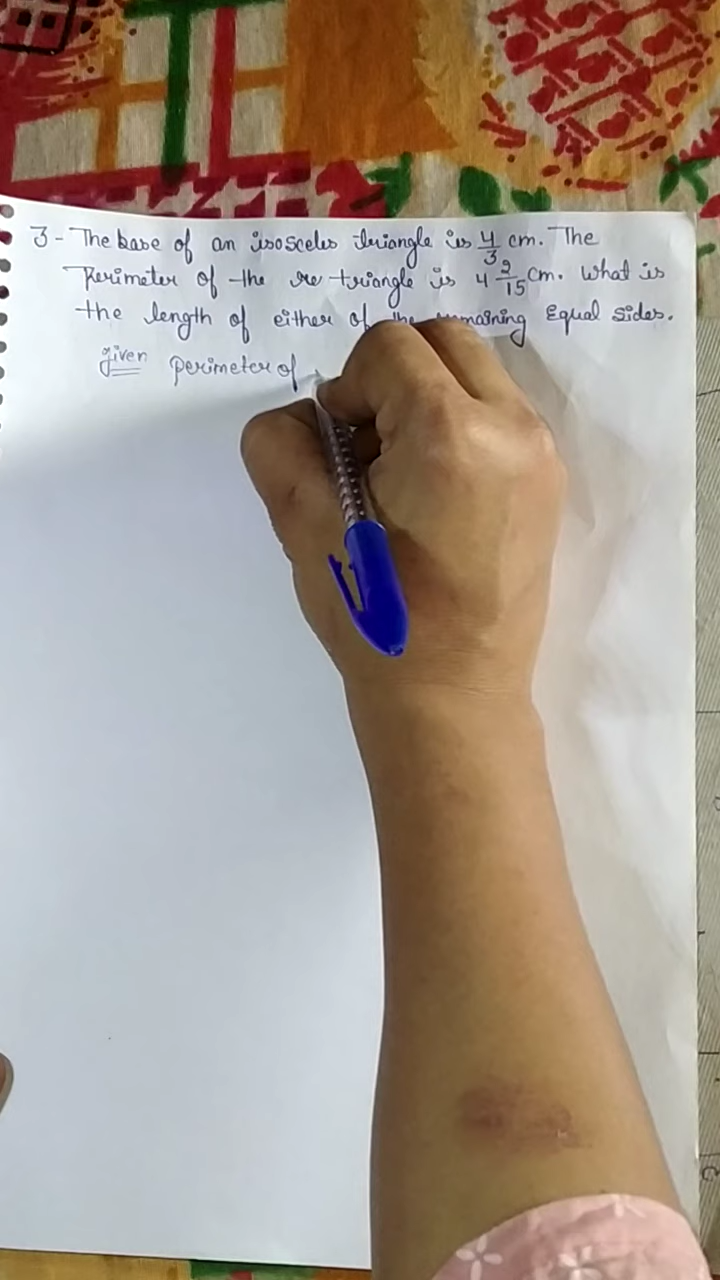 3- The base of an isosceles triangle is 4/3 cm. The
Perimeter of the re triangle is 4 2/15 cm. What is
the length of either of the remaining Equal sides.
given Perimeter of